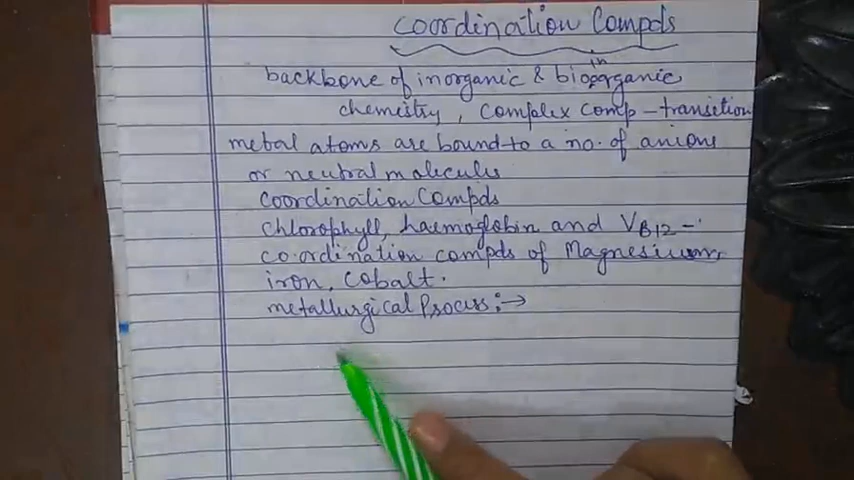 Coordination Compds
backbone of inorganic & bioinorganic
chemistry, Complex Comp - transition
metal atoms are bound to a no. of anions
or neutral molecules
Coordination Compds
chlorophyll, haemoglobin and VB12 -
co.ordination compds of Magnesium,
iron, Cobalt.
metallurgical Process :→